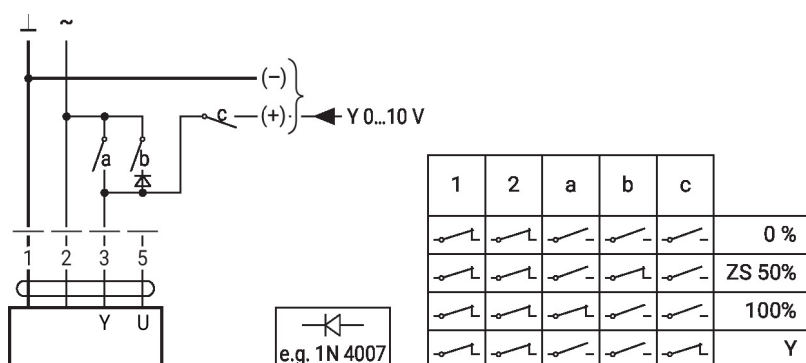 ⊥ ~
(–)
c (+) Y 0...10 V
a b
1 2 3 5
Y U
e.g. 1N 4007
1 2 a b c
0 %
ZS 50%
100%
Y